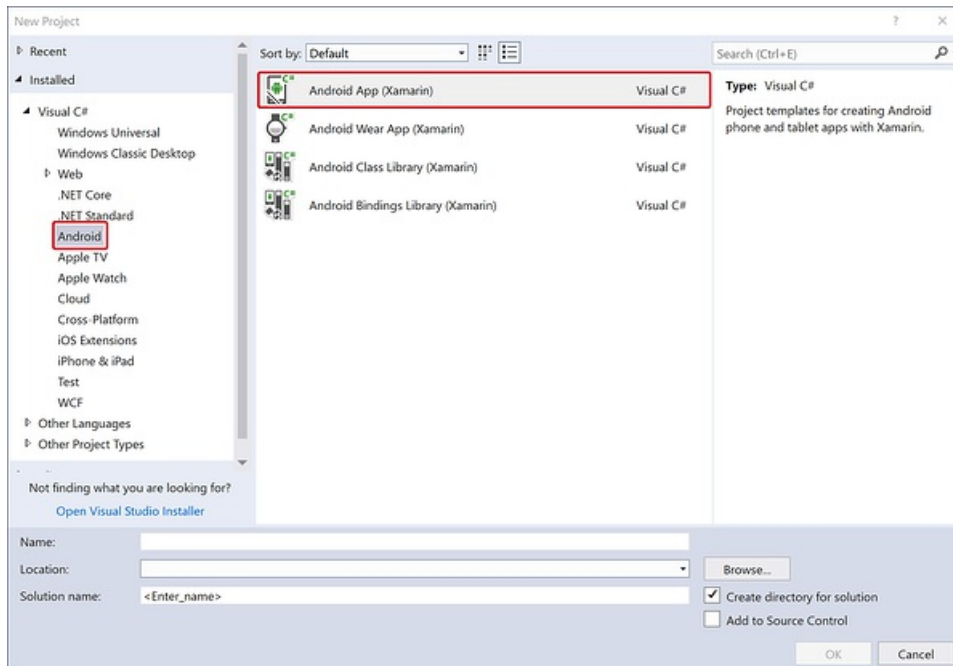 New Project
? ×
Recent
Installed
Visual C#
Windows Universal
Windows Classic Desktop
Web
.NET Core
.NET Standard
Android
Apple TV
Apple Watch
Cloud
Cross-Platform
iOS Extensions
iPhone & iPad
Test
WCF
Other Languages
Other Project Types
Not finding what you are looking for?
Open Visual Studio Installer
Sort by: Default
Android App (Xamarin) Visual C#
Android Wear App (Xamarin) Visual C#
Android Class Library (Xamarin) Visual C#
Android Bindings Library (Xamarin) Visual C#
Search (Ctrl+E)
Type: Visual C#
Project templates for creating Android
phone and tablet apps with Xamarin.
Name:
Location:
Browse...
Solution name: <Enter_name>
Create directory for solution
Add to Source Control
OK Cancel